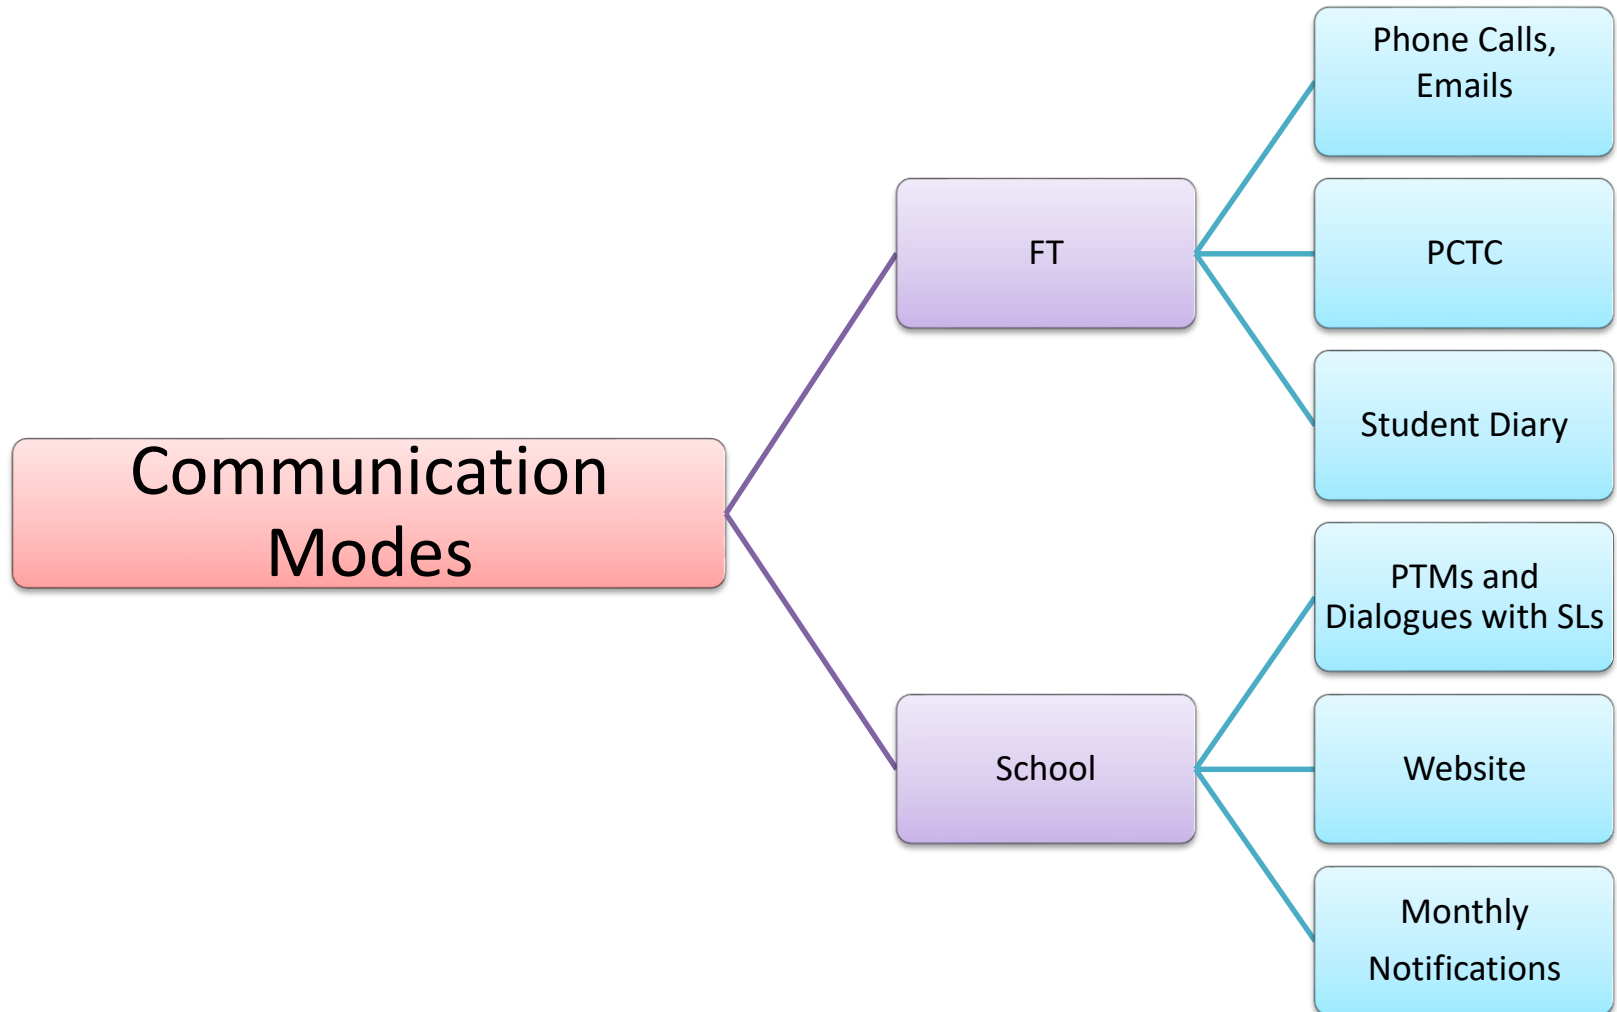 Communication
Modes
FT
Phone Calls,
Emails
PCTC
Student Diary
School
PTMs and
Dialogues with SLs
Website
Monthly
Notifications